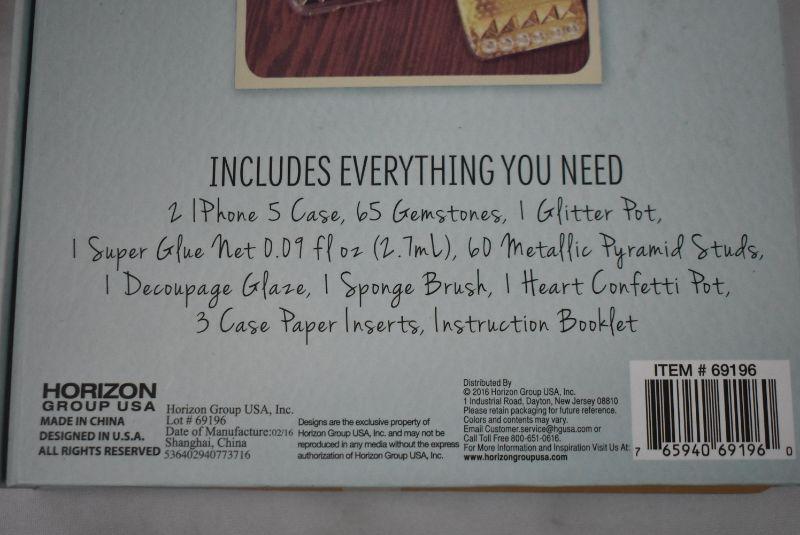 INCLUDES EVERYTHING YOU NEED
2 IPhone 5 Case, 65 Gemstones, 1 Glitter Pot,
1 Super Glue Net 0.09 fl oz (2.7mL), 60 Metallic Pyramid Studs,
1 Decoupage Glaze, 1 Sponge Brush, 1 Heart Confetti Pot,
3 Case Paper Inserts, Instruction Booklet
HORIZON
GROUP USA
MADE IN CHINA
DESIGNED IN U.S.A.
ALL RIGHTS RESERVED
Horizon Group USA, Inc.
Lot # 69196
Date of Manufacture:02/16
Shanghai, China
536402940773716
Designs are the exclusive property of
Horizon Group USA, Inc. and may not be
reproduced in any media without the express
authorization of Horizon Group USA, Inc.
Distributed By
© 2016 Horizon Group USA, Inc.
1 Industrial Road, Dayton, New Jersey 08810
Please retain packaging for future reference.
Colors and contents may vary.
Email Customer.service@hgusa.com or
Call Toll Free 800-651-0616.
For More Information and Inspiration Visit Us At:
www.horizongroupusa.com
ITEM # 69196
7 65940 69196 0